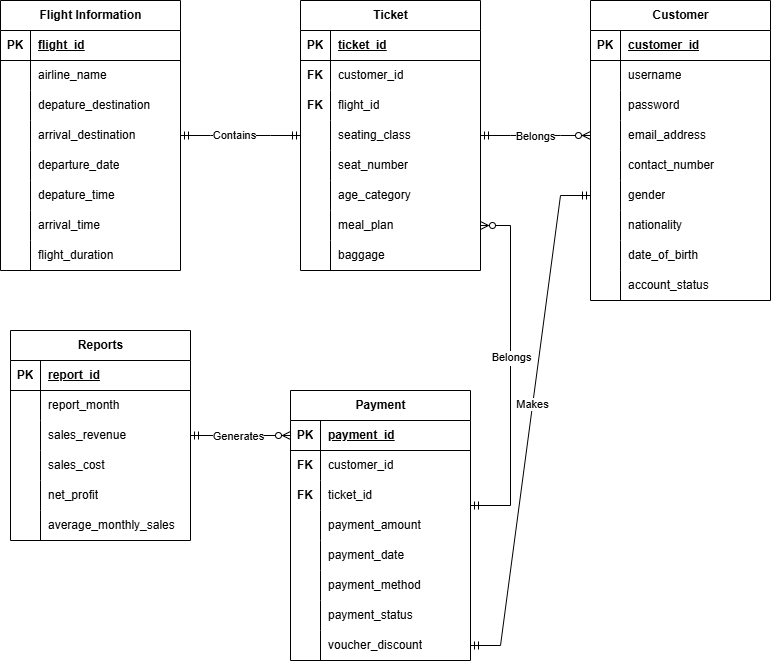 Flight Information
PK flight_id
airline_name
depature_destination
arrival_destination
departure_date
depature_time
arrival_time
flight_duration
Contains
Ticket
PK ticket_id
FK customer_id
FK flight_id
seating_class
seat_number
age_category
meal_plan
baggage
Belongs
Customer
PK customer_id
username
password
email_address
contact_number
gender
nationality
date_of_birth
account_status
Belongs
Makes
Reports
PK report_id
report_month
sales_revenue
sales_cost
net_profit
average_monthly_sales
Generates
Payment
PK payment_id
FK customer_id
FK ticket_id
payment_amount
payment_date
payment_method
payment_status
voucher_discount